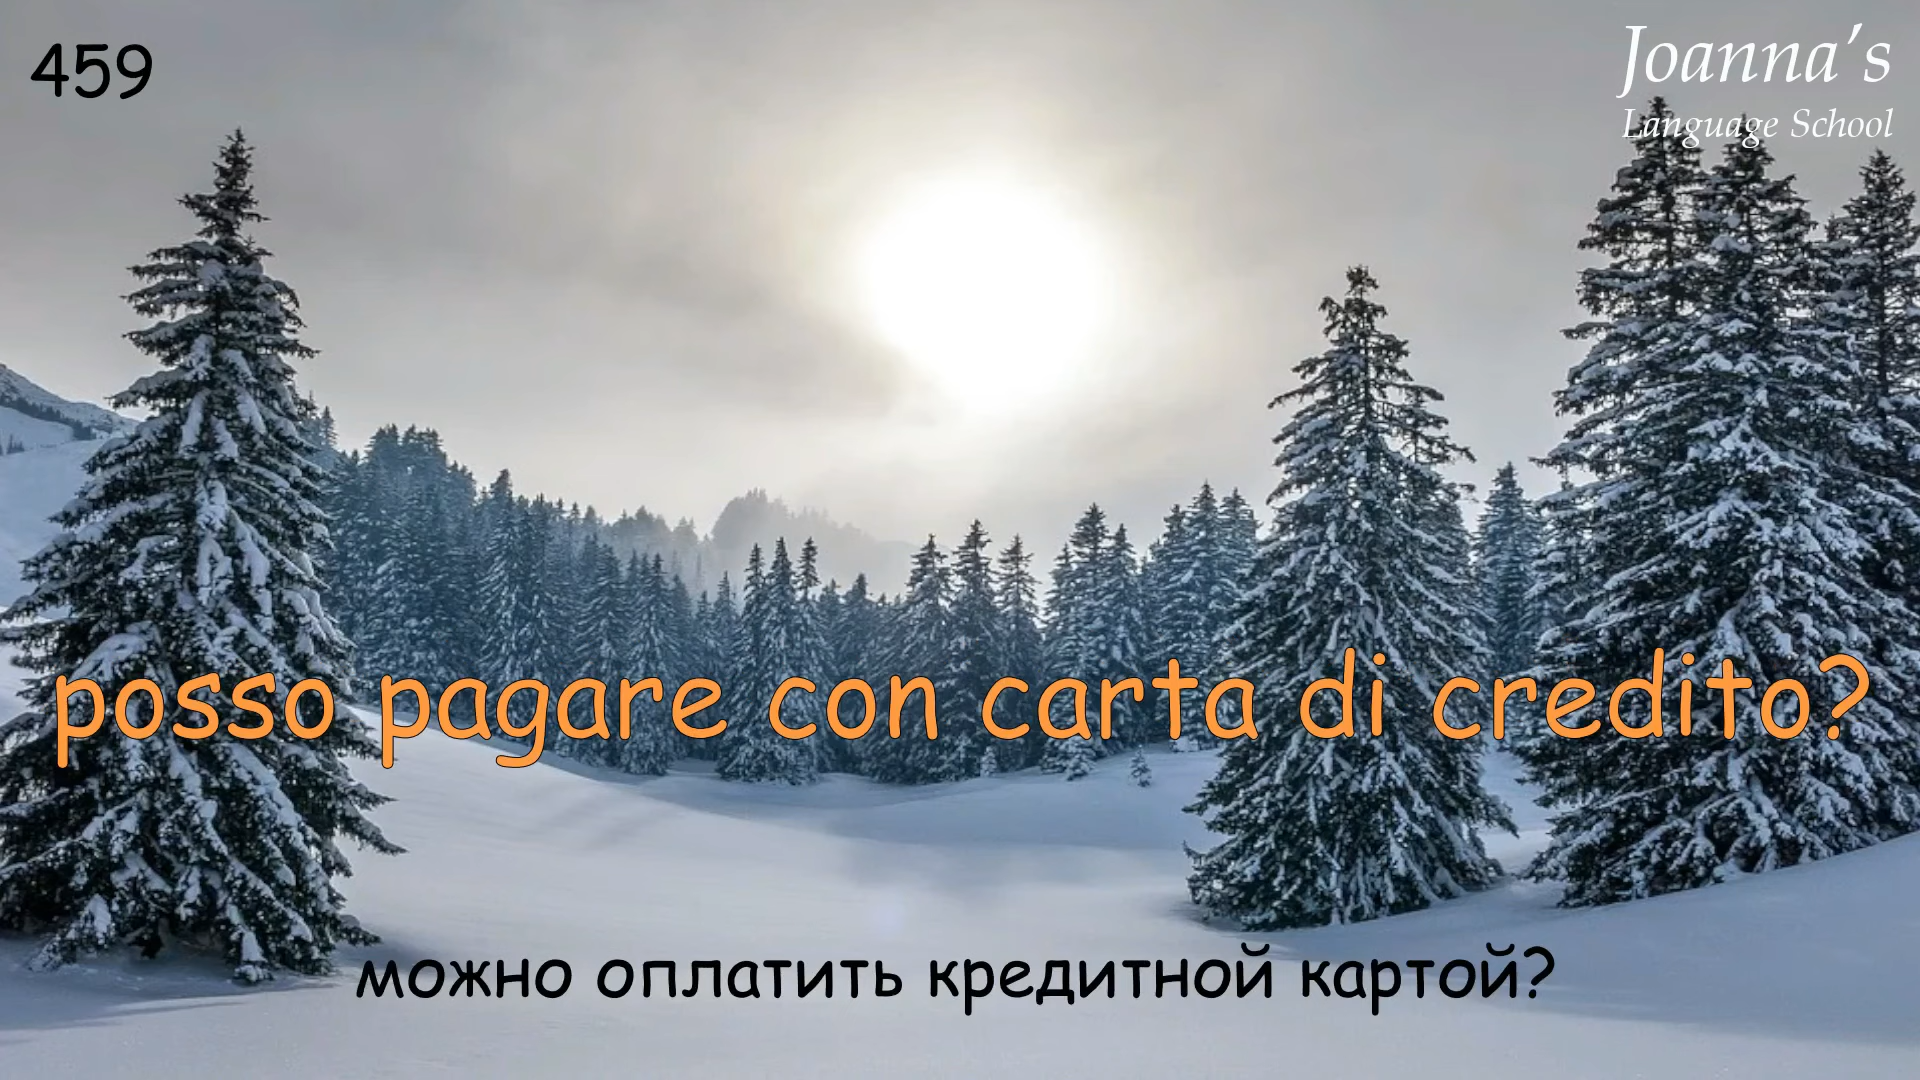 459
Joanna's
Language School
posso pagare con carta di credito?
можно оплатить кредитной картой?